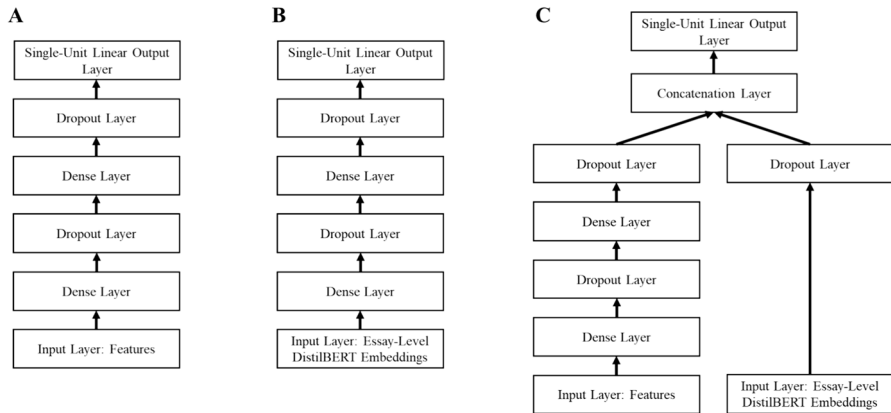 A
Single-Unit Linear Output
Layer
Dropout Layer
Dense Layer
Dropout Layer
Dense Layer
Input Layer: Features
B
Single-Unit Linear Output
Layer
Dropout Layer
Dense Layer
Dropout Layer
Dense Layer
Input Layer: Essay-Level
DistilBERT Embeddings
C
Single-Unit Linear Output
Layer
Concatenation Layer
Dropout Layer
Dense Layer
Dropout Layer
Dense Layer
Input Layer: Features
Dropout Layer
Input Layer: Essay-Level
DistilBERT Embeddings